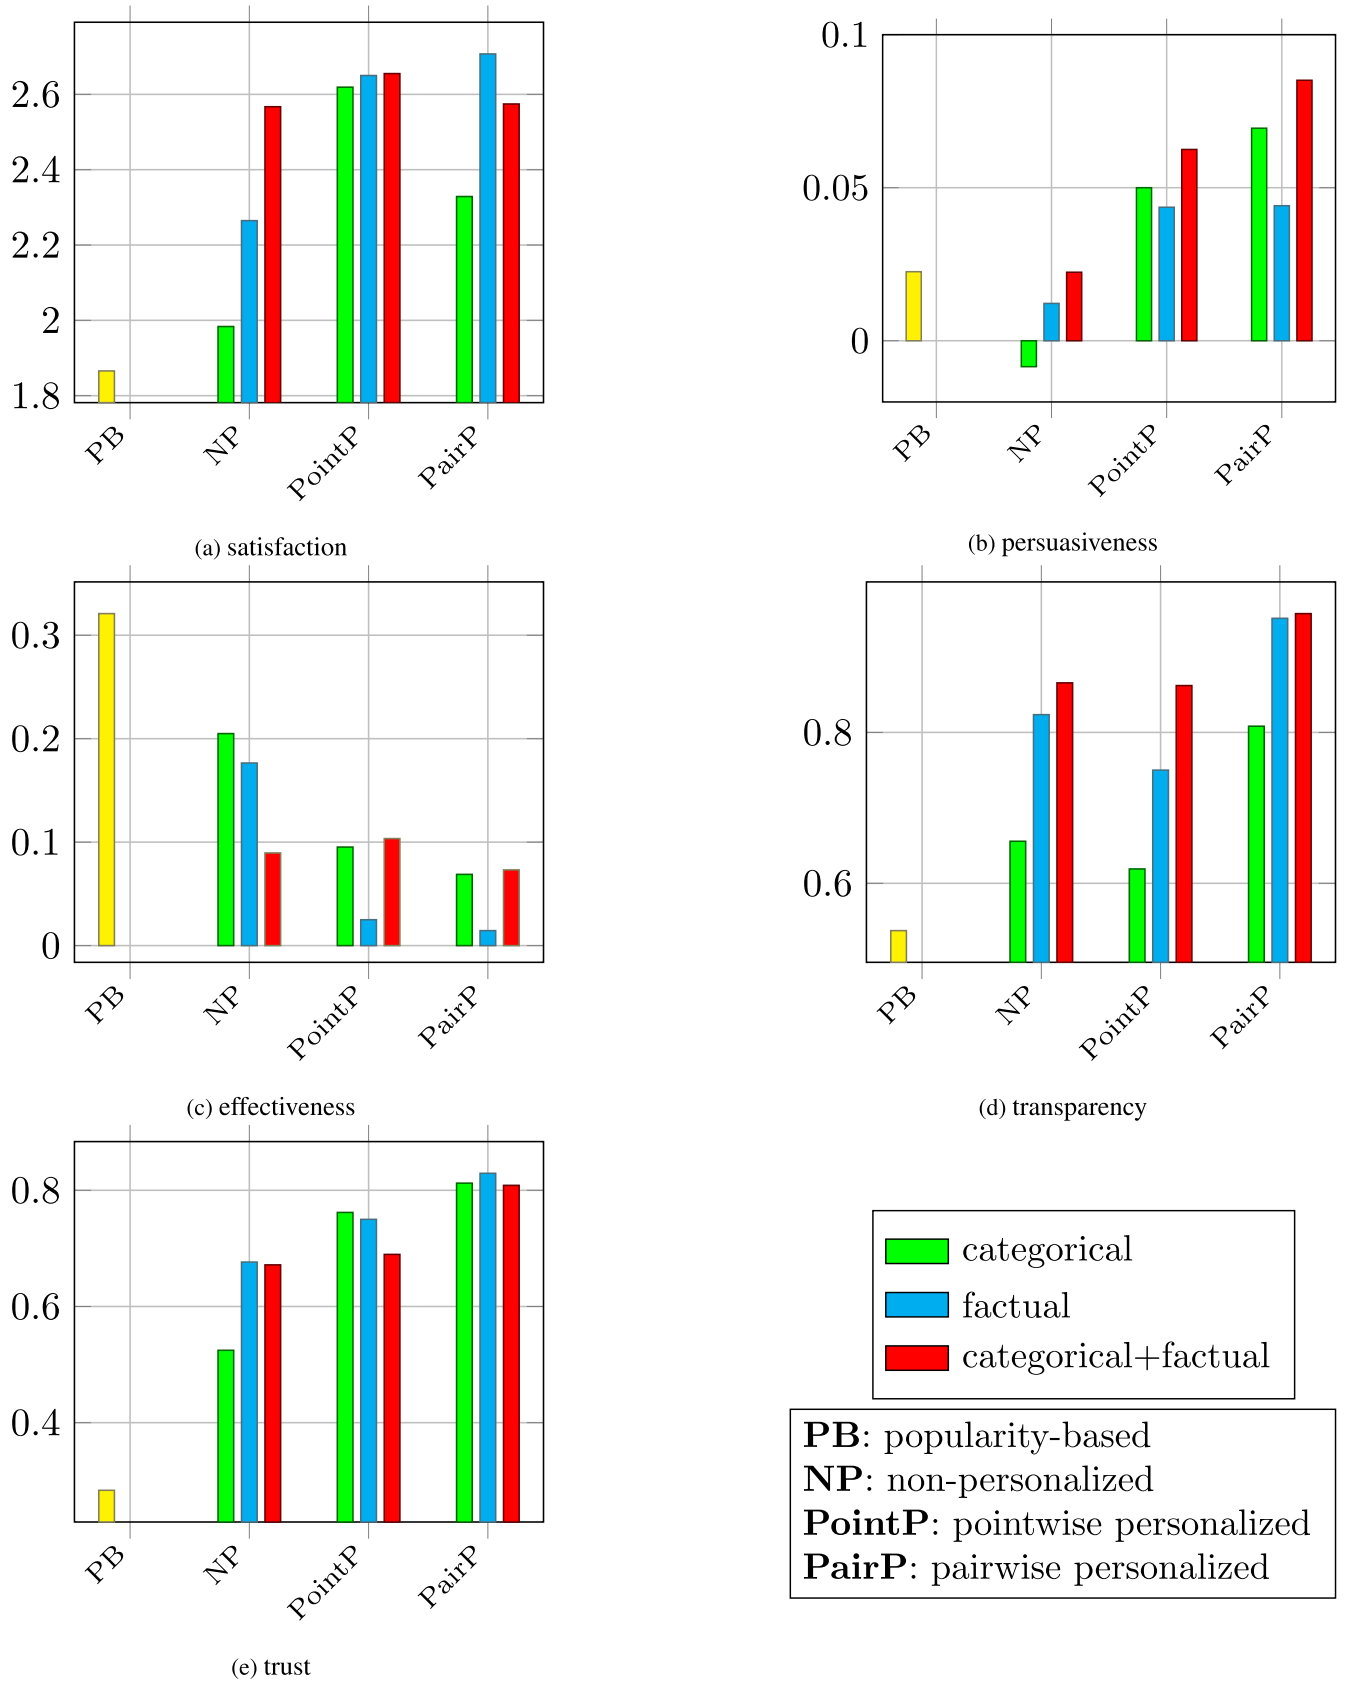 2.6
2.4
2.2
2
1.8
PB
NP
PointP
PairP
(a) satisfaction
0.1
0.05
0
PB
NP
PointP
PairP
(b) persuasiveness
0.3
0.2
0.1
0
PB
NP
PointP
PairP
(c) effectiveness
0.8
0.6
PB
NP
PointP
PairP
(d) transparency
0.8
0.6
0.4
PB
NP
PointP
PairP
(e) trust
categorical
factual
categorical+factual
PB: popularity-based
NP: non-personalized
PointP: pointwise personalized
PairP: pairwise personalized